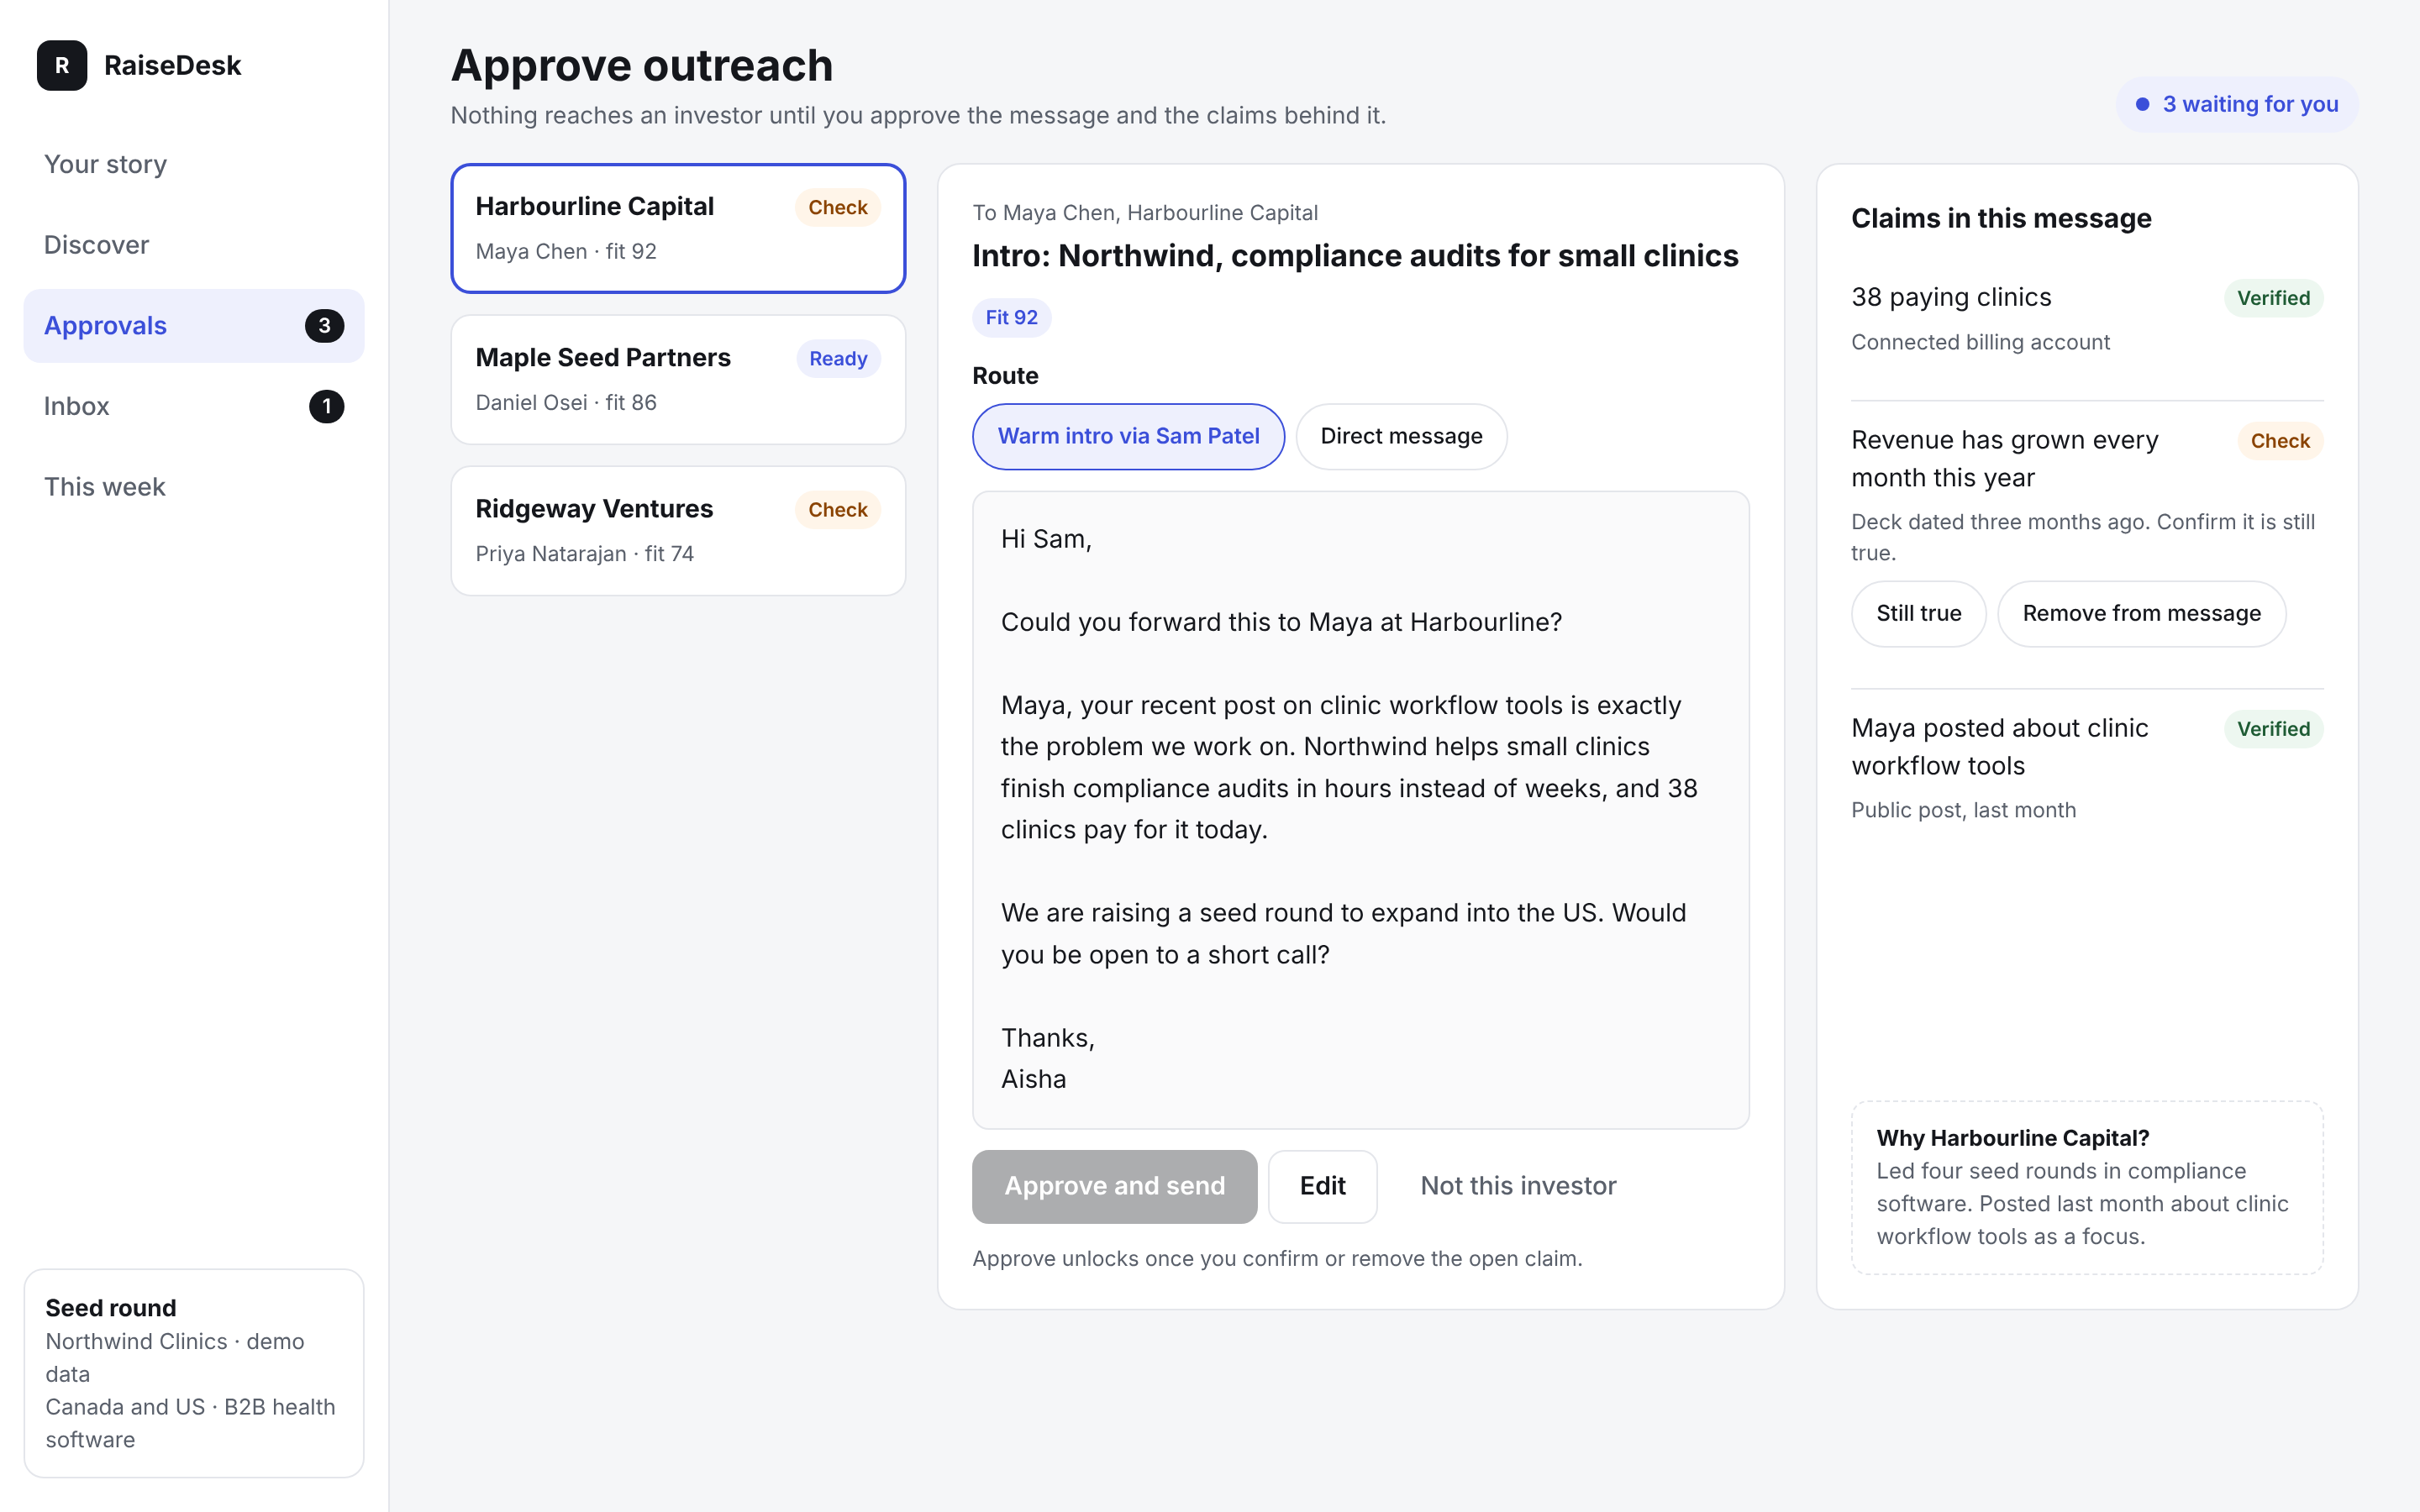 R RaiseDesk
Your story
Discover
Approvals 3
Inbox 1
This week
Seed round
Northwind Clinics · demo
data
Canada and US · B2B health
software
Approve outreach
Nothing reaches an investor until you approve the message and the claims behind it.
3 waiting for you
Harbourline Capital Check
Maya Chen · fit 92
Maple Seed Partners Ready
Daniel Osei · fit 86
Ridgeway Ventures Check
Priya Natarajan · fit 74
To Maya Chen, Harbourline Capital
Intro: Northwind, compliance audits for small clinics
Fit 92
Route
Warm intro via Sam Patel Direct message
Hi Sam,
Could you forward this to Maya at Harbourline?
Maya, your recent post on clinic workflow tools is exactly
the problem we work on. Northwind helps small clinics
finish compliance audits in hours instead of weeks, and 38
clinics pay for it today.
We are raising a seed round to expand into the US. Would
you be open to a short call?
Thanks,
Aisha
Approve and send Edit Not this investor
Approve unlocks once you confirm or remove the open claim.
Claims in this message
38 paying clinics Verified
Connected billing account
Revenue has grown every Check
month this year
Deck dated three months ago. Confirm it is still
true.
Still true Remove from message
Maya posted about clinic Verified
workflow tools
Public post, last month
Why Harbourline Capital?
Led four seed rounds in compliance
software. Posted last month about clinic
workflow tools as a focus.